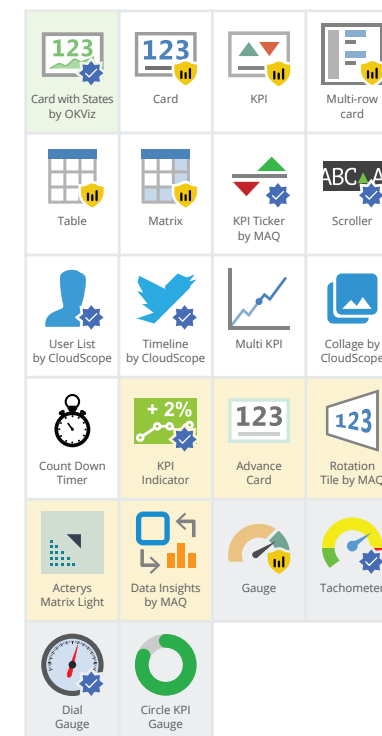 123
Card with States
by OKViz
123
Card
KPI
Multi-row
card
Table
Matrix
KPI Ticker
by MAQ
ABC A
Scroller
User List
by CloudScope
Timeline
by CloudScope
Multi KPI
Collage by
CloudScope
Count Down
Timer
+ 2%
KPI
Indicator
123
Advance
Card
123
Rotation
Tile by MAQ
Acterys
Matrix Light
Data Insights
by MAQ
Gauge
Tachometer
Dial
Gauge
Circle KPI
Gauge